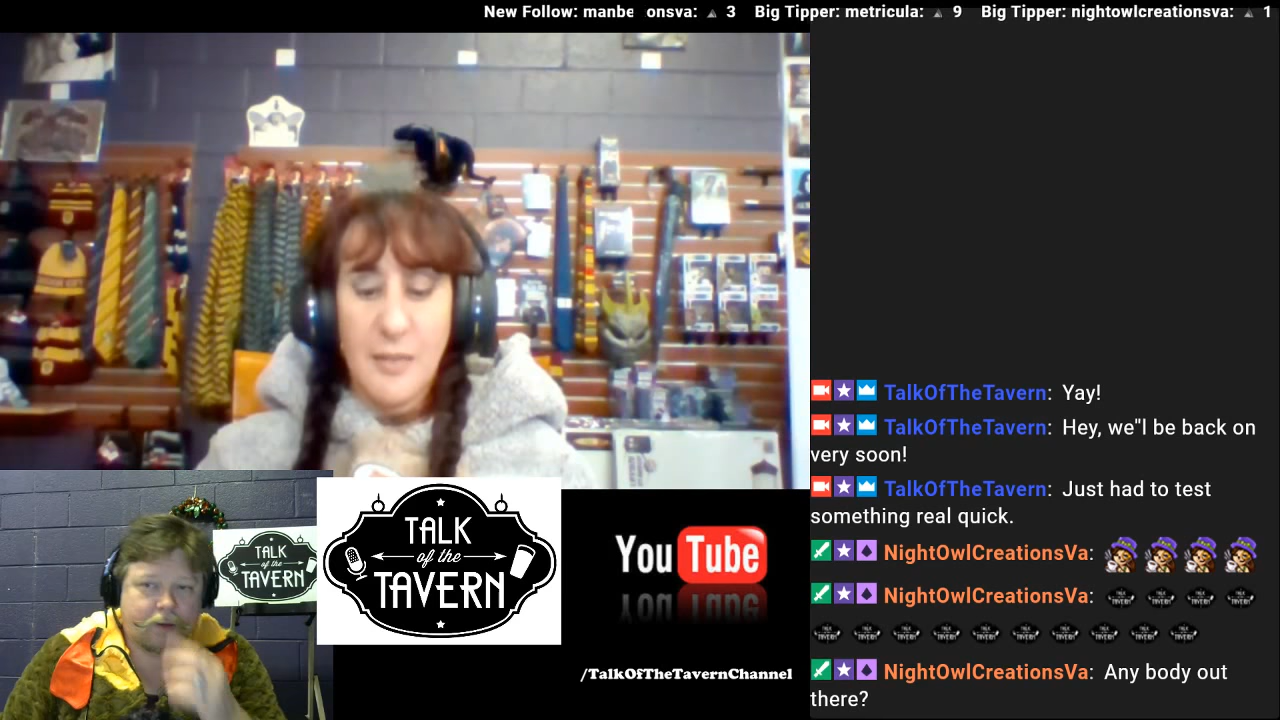 New Follow: manbe onsva: 3 Big Tipper: metricula: 9 Big Tipper: nightowlcreationsva: 1
TalkOfTheTavern: Yay!
TalkOfTheTavern: Hey, we"l be back on
very soon!
TalkOfTheTavern: Just had to test
something real quick.
NightOwlCreationsVa:
NightOwlCreationsVa:
NightOwlCreationsVa: Any body out
there?
TALK
of the
TAVERN
TALK
of the
TAVERN
YouTube
/TalkOfTheTavernChannel